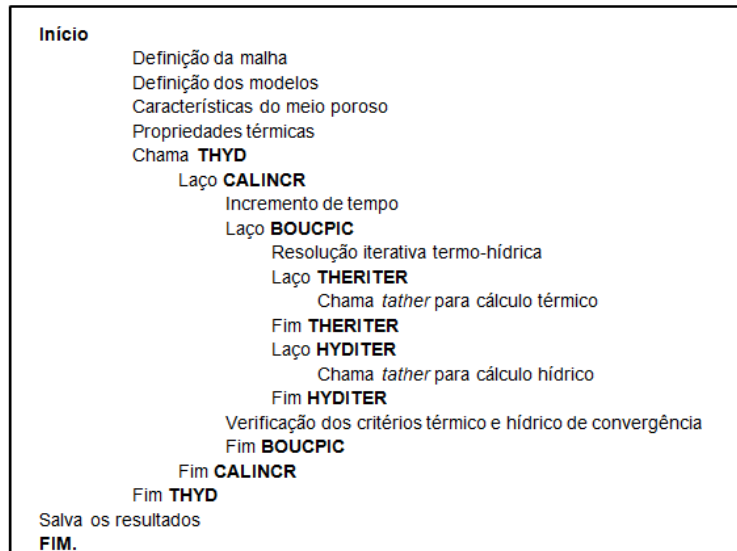 Início
Definição da malha
Definição dos modelos
Características do meio poroso
Propriedades térmicas
Chama THYD
Laço CALINCR
Incremento de tempo
Laço BOUCPIC
Resolução iterativa termo-hídrica
Laço THERITER
Chama tather para cálculo térmico
Fim THERITER
Laço HYDITER
Chama tather para cálculo hídrico
Fim HYDITER
Verificação dos critérios térmico e hídrico de convergência
Fim BOUCPIC
Fim CALINCR
Fim THYD
Salva os resultados
FIM.